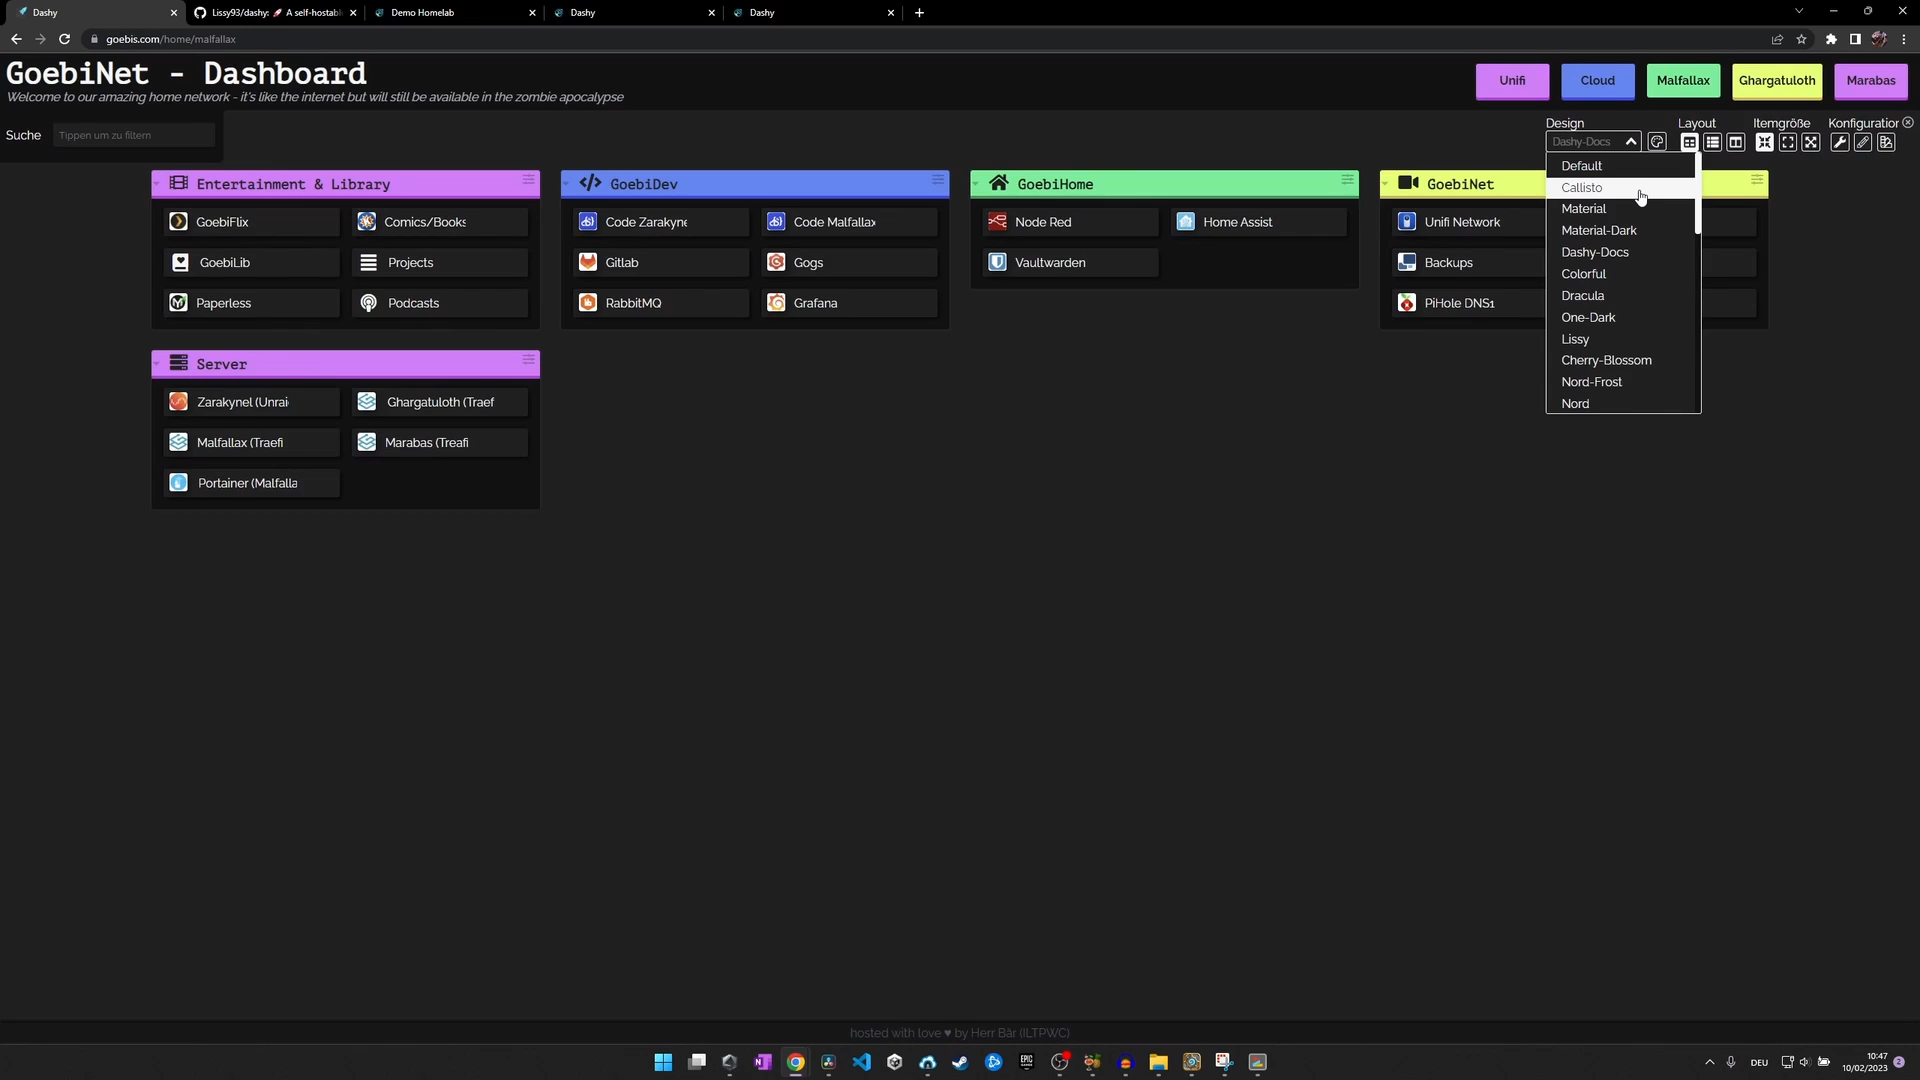 Dashy
Lissy93/dashy: 🚀 A self-hostab
Demo Homelab
Dashy
Dashy
goebis.com/home/malfallax
GoebiNet - Dashboard
Welcome to our amazing home network - it's like the internet but will still be available in the zombie apocalypse
Unifi
Cloud
Malfallax
Ghargatuloth
Marabas
Suche
Tippen um zu filtern
Design
Layout
Itemgröße
Konfiguration
Dashy-Docs
Default
Callisto
Material
Material-Dark
Dashy-Docs
Colorful
Dracula
One-Dark
Lissy
Cherry-Blossom
Nord-Frost
Nord
Entertainment & Library
GoebiFlix
Comics/Books
GoebiLib
Projects
Paperless
Podcasts
GoebiDev
Code Zarakyne
Code Malfallax
Gitlab
Gogs
RabbitMQ
Grafana
GoebiHome
Node Red
Home Assist
Vaultwarden
GoebiNet
Unifi Network
Backups
PiHole DNS1
Server
Zarakynel (Unrai
Ghargatuloth (Traef
Malfallax (Traefi
Marabas (Treafi
Portainer (Malfalla
hosted with love ♥ by Herr Bär (ILTPWC)
DEU
10:47
10/02/2023
2